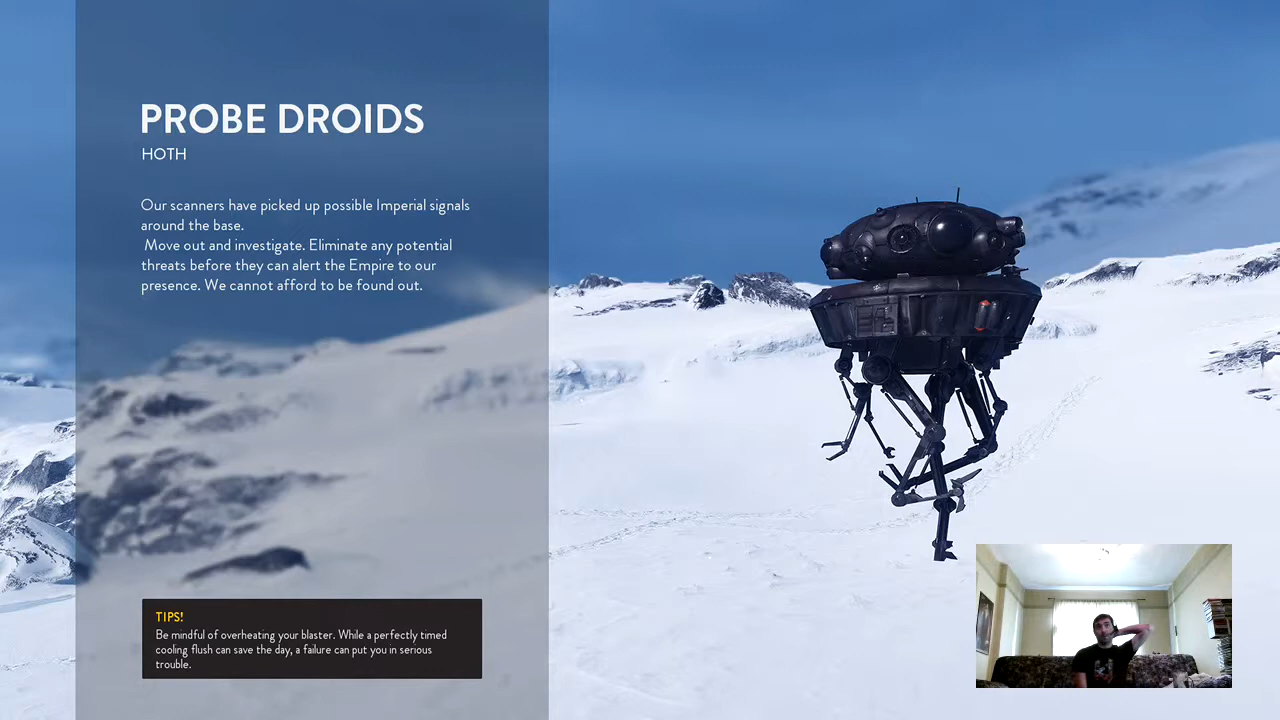 PROBE DROIDS
HOTH
Our scanners have picked up possible Imperial signals
around the base.
Move out and investigate. Eliminate any potential
threats before they can alert the Empire to our
presence. We cannot afford to be found out.
TIPS!
Be mindful of overheating your blaster. While a perfectly timed
cooling flush can save the day, a failure can put you in serious
trouble.